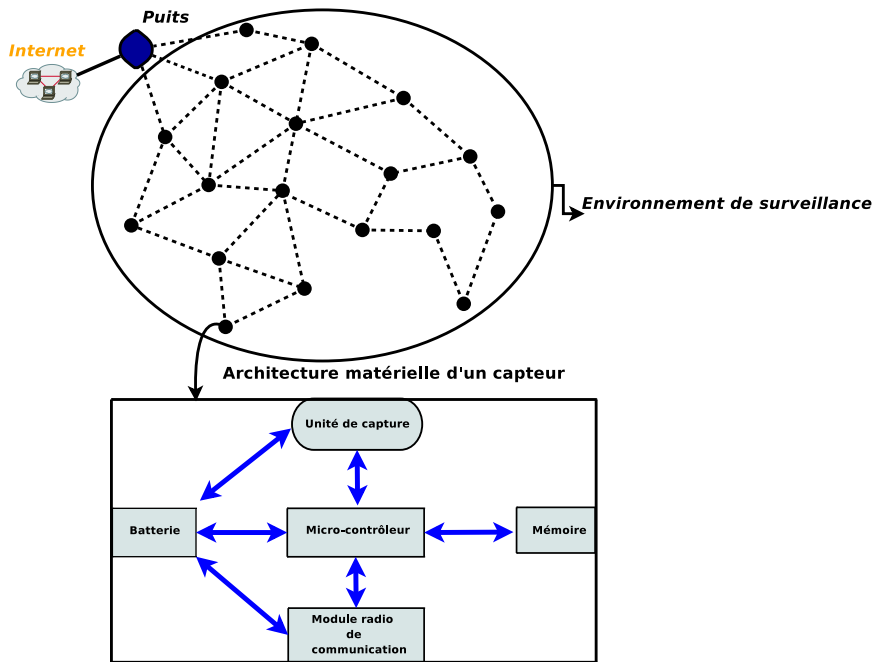 Puits
Internet
Environnement de surveillance
Architecture matérielle d'un capteur
Unité de capture
Batterie
Micro-contrôleur
Mémoire
Module radio
de
communication